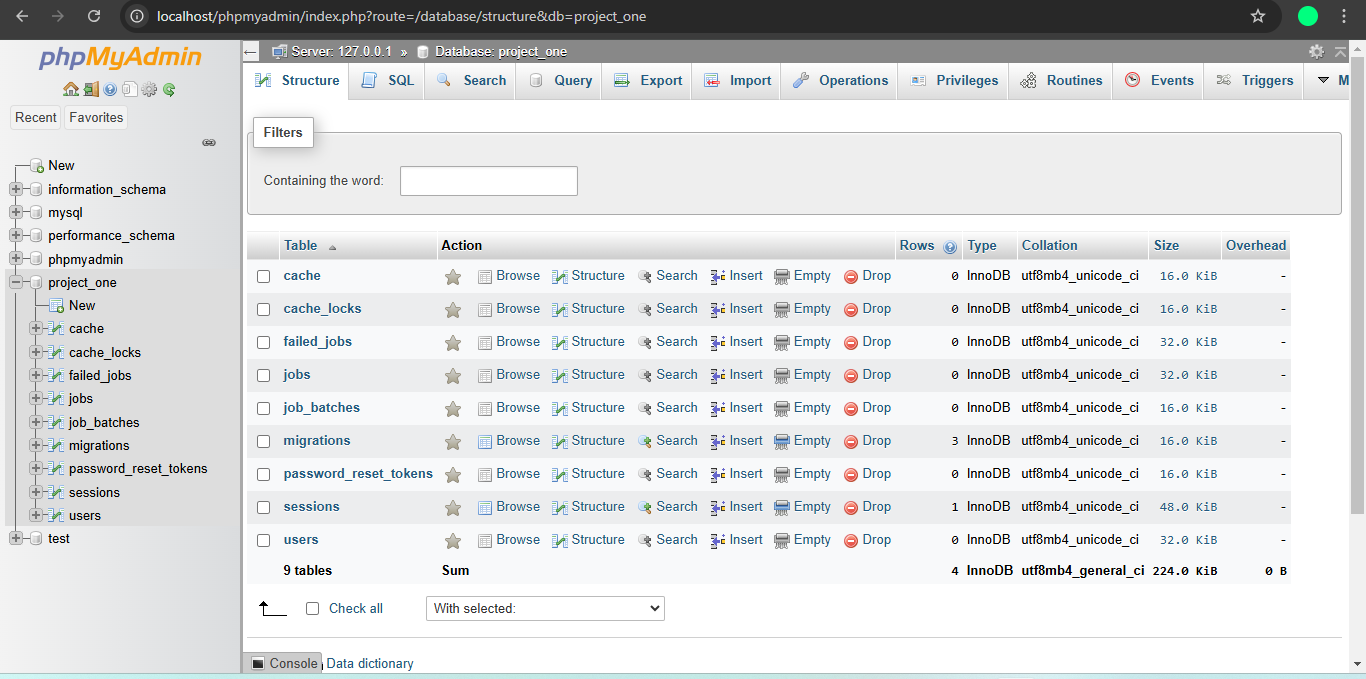 localhost/phpmyadmin/index.php?route=/database/structure&db=project_one
phpMyAdmin
Recent Favorites
New
information_schema
mysql
performance_schema
phpmyadmin
project_one
New
cache
cache_locks
failed_jobs
jobs
job_batches
migrations
password_reset_tokens
sessions
users
test
Server: 127.0.0.1 » Database: project_one
Structure SQL Search Query Export Import Operations Privileges Routines Events Triggers M
Filters
Containing the word:
Table Action Rows Type Collation Size Overhead
cache Browse Structure Search Insert Empty Drop 0 InnoDB utf8mb4_unicode_ci 16.0 KiB -
cache_locks Browse Structure Search Insert Empty Drop 0 InnoDB utf8mb4_unicode_ci 16.0 KiB -
failed_jobs Browse Structure Search Insert Empty Drop 0 InnoDB utf8mb4_unicode_ci 32.0 KiB -
jobs Browse Structure Search Insert Empty Drop 0 InnoDB utf8mb4_unicode_ci 32.0 KiB -
job_batches Browse Structure Search Insert Empty Drop 0 InnoDB utf8mb4_unicode_ci 16.0 KiB -
migrations Browse Structure Search Insert Empty Drop 3 InnoDB utf8mb4_unicode_ci 16.0 KiB -
password_reset_tokens Browse Structure Search Insert Empty Drop 0 InnoDB utf8mb4_unicode_ci 16.0 KiB -
sessions Browse Structure Search Insert Empty Drop 1 InnoDB utf8mb4_unicode_ci 48.0 KiB -
users Browse Structure Search Insert Empty Drop 0 InnoDB utf8mb4_unicode_ci 32.0 KiB -
9 tables Sum 4 InnoDB utf8mb4_general_ci 224.0 KiB 0 B
Check all With selected:
Console Data dictionary